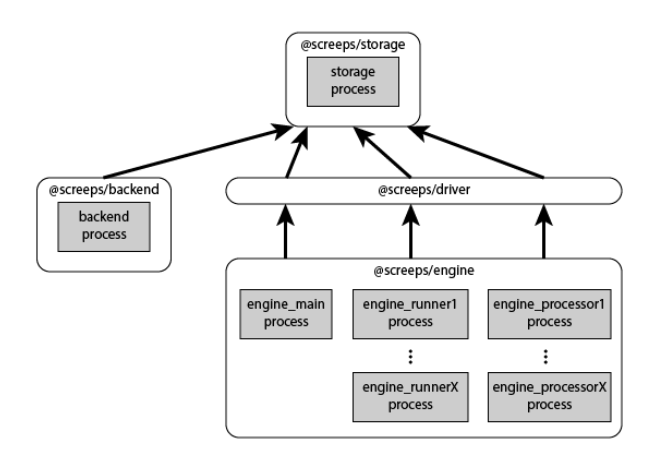 @screeps/storage
storage
process
@screeps/backend
backend
process
@screeps/driver
@screeps/engine
engine_main
process
engine_runner1
process
engine_processor1
process
engine_runnerX
process
engine_processorX
process